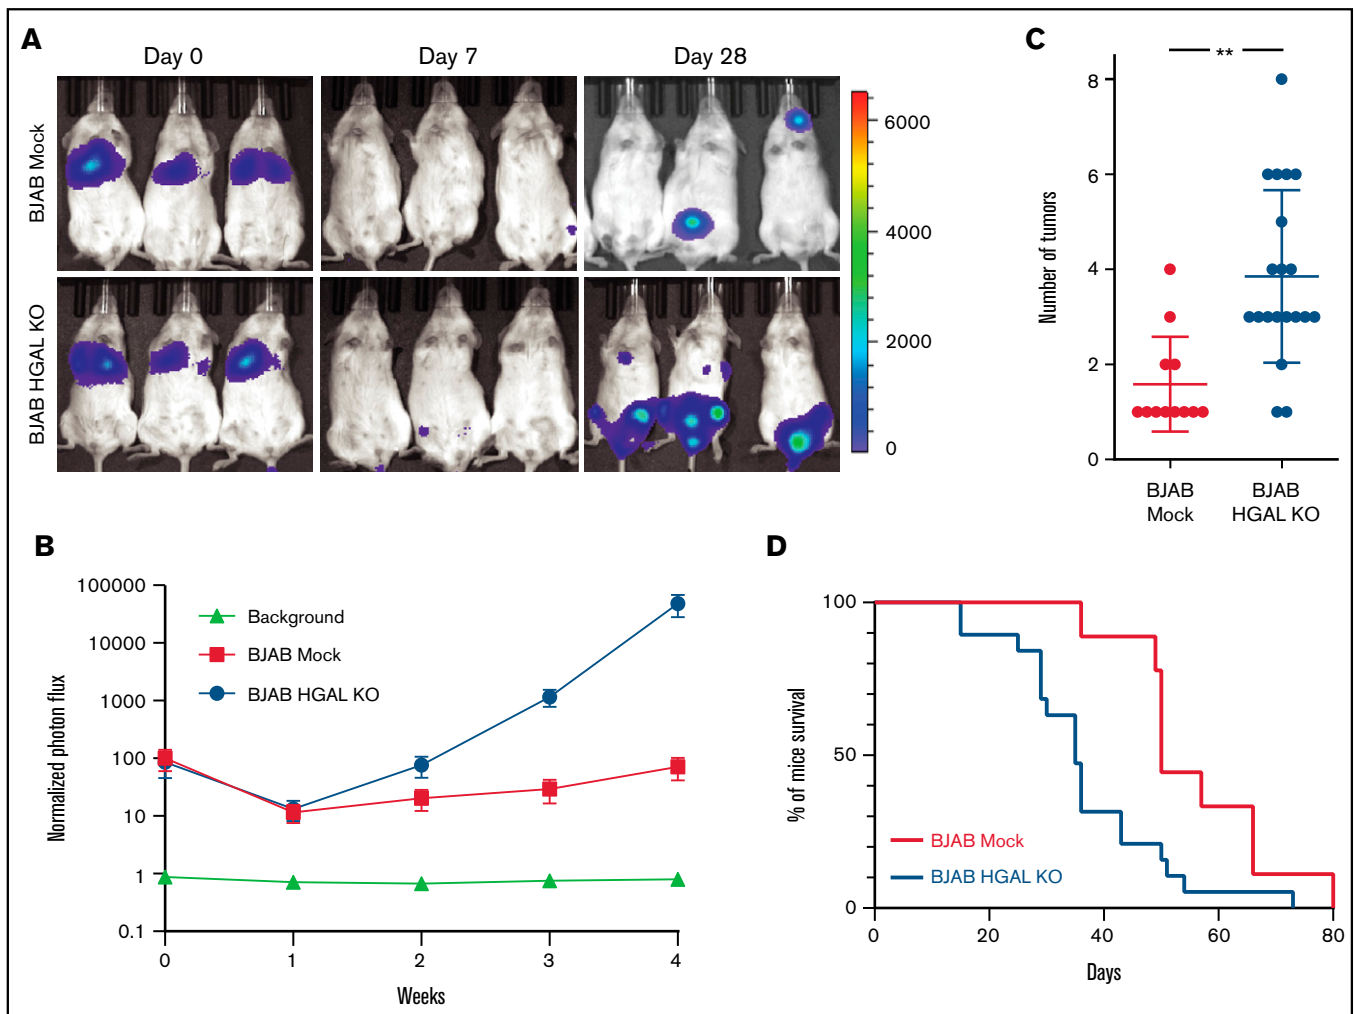 A
Day 0
Day 7
Day 28
BJAB Mock
BJAB HGAL KO
6000
4000
2000
0
C
**
Number of tumors
8
6
4
2
0
BJAB
Mock
BJAB
HGAL KO
B
Normalized photon flux
100000
10000
1000
100
10
1
0.1
Background
BJAB Mock
BJAB HGAL KO
0
1
2
3
4
Weeks
D
% of mice survival
100
50
0
BJAB Mock
BJAB HGAL KO
0
20
40
60
80
Days